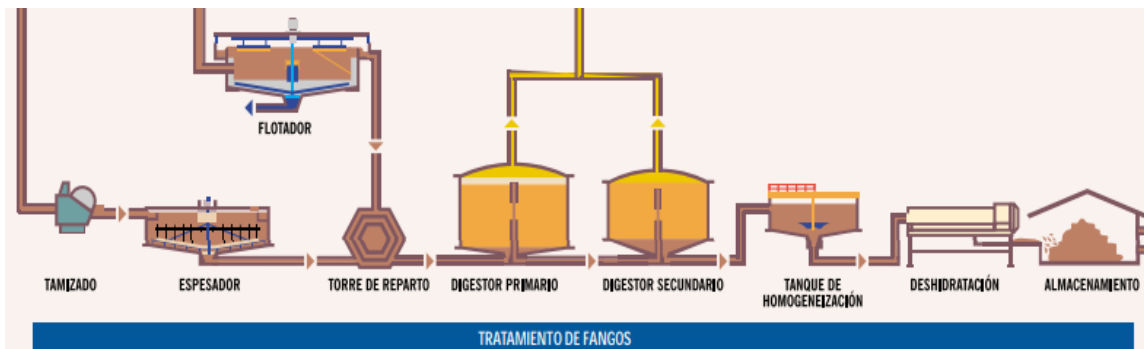 FLOTADOR
TAMIZADO
ESPESADOR
TORRE DE REPARTO
DIGESTOR PRIMARIO
DIGESTOR SECUNDARIO
TANQUE DE
HOMOGENEIZACIÓN
DESHIDRATACIÓN
ALMACENAMIENTO
TRATAMIENTO DE FANGOS